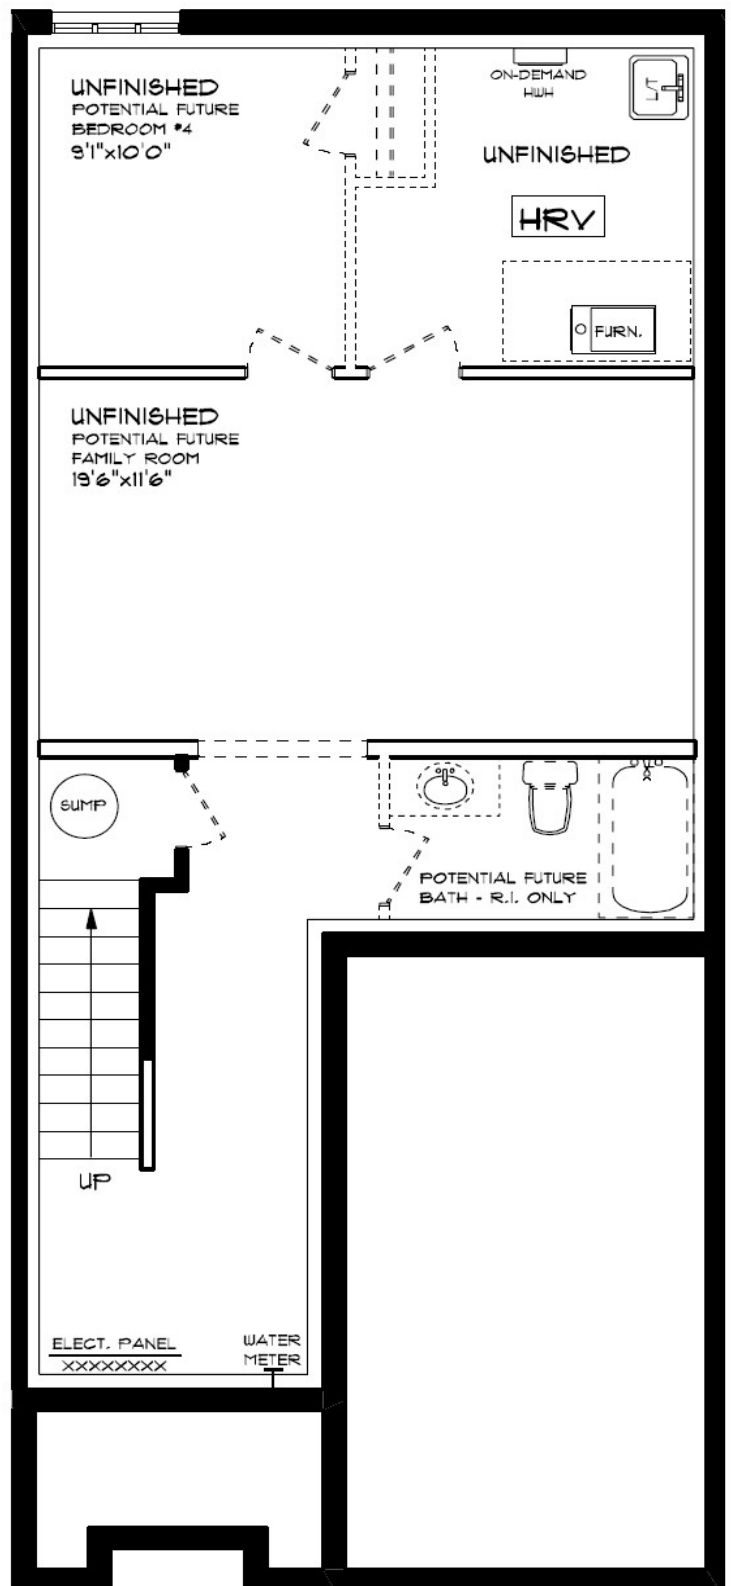 UNFINISHED
POTENTIAL FUTURE
BEDROOM #4
9'1"x10'0"
ON-DEMAND
HWH
LST
UNFINISHED
HRV
FURN.
UNFINISHED
POTENTIAL FUTURE
FAMILY ROOM
19'6"x11'6"
SUMP
POTENTIAL FUTURE
BATH - R.I. ONLY
UP
ELECT. PANEL
XXXXXXXX
WATER
METER